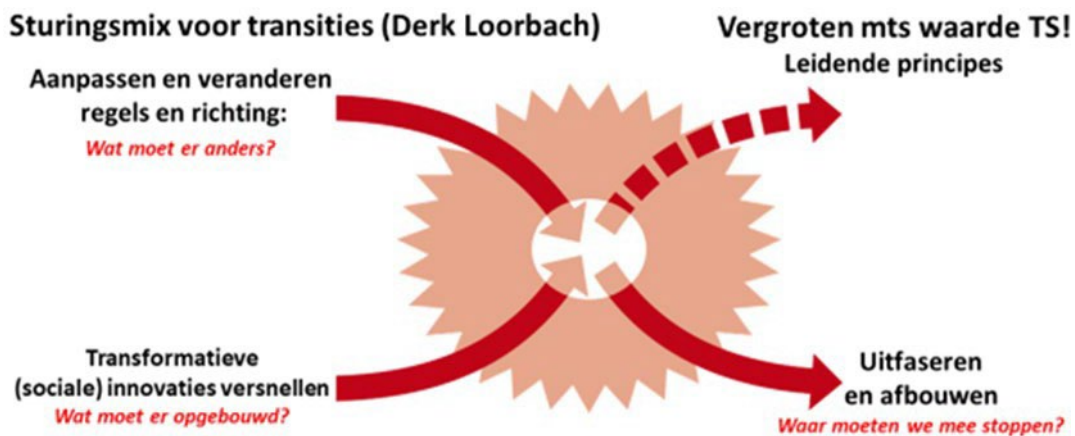 Sturingsmix voor transities (Derk Loorbach)
Vergroten mts waarde TS!
Leidende principes
Aanpassen en veranderen
regels en richting:
Wat moet er anders?
Transformatieve
(sociale) innovaties versnellen
Wat moet er opgebouwd?
Uitfaseren
en afbouwen
Waar moeten we mee stoppen?